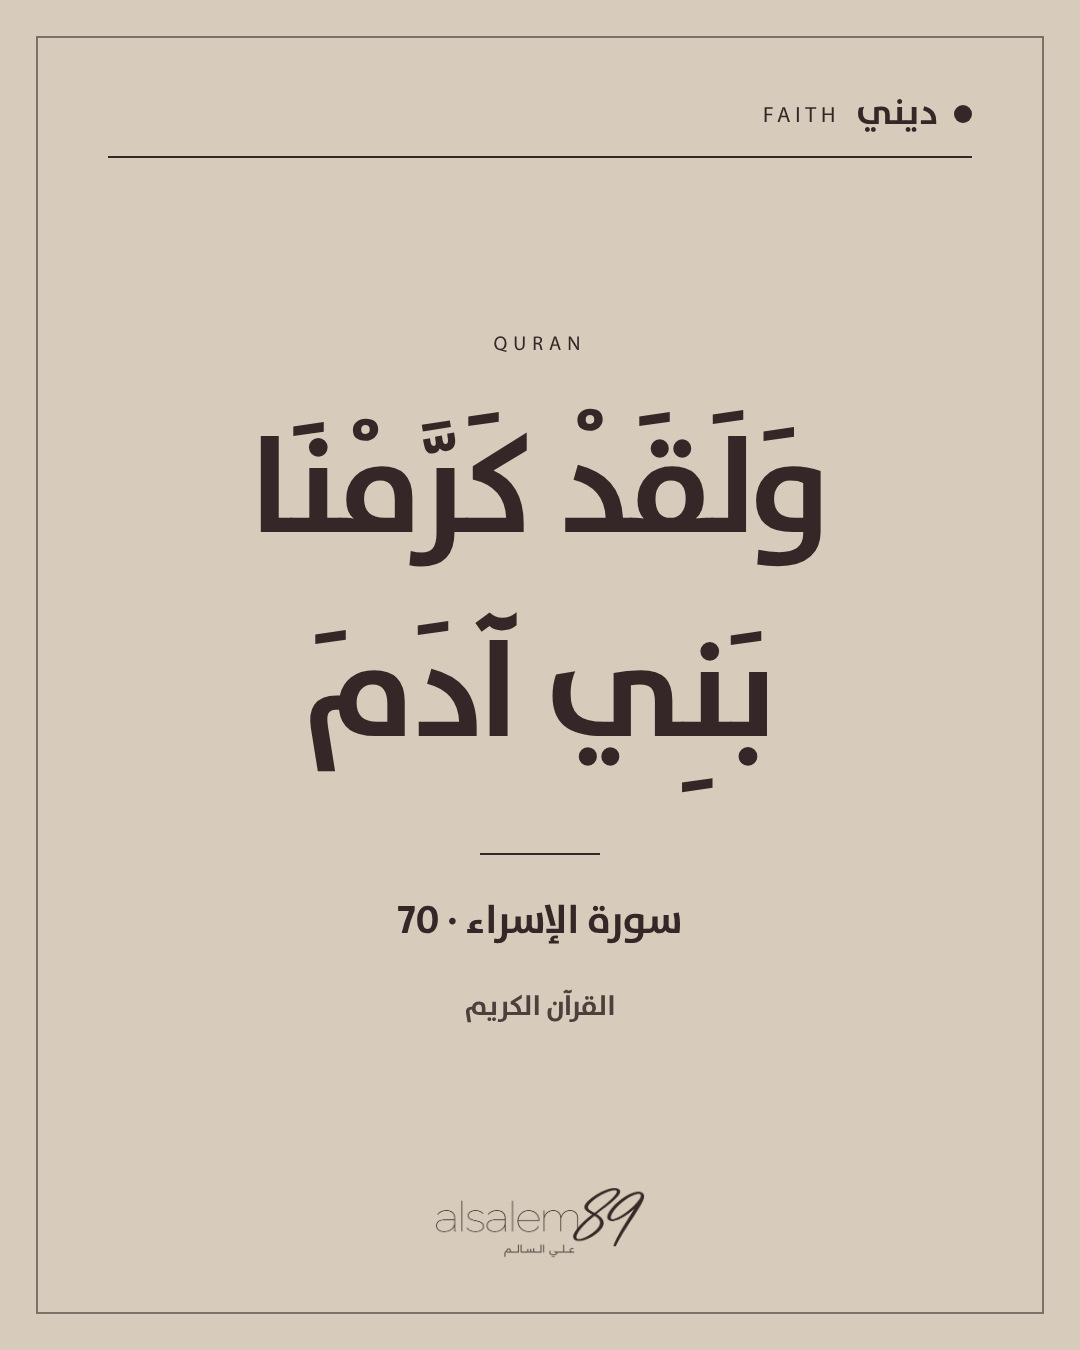 ديني FAITH
QURAN
وَلَقَدْ كَرَّمْنَا
بَنِي آدَمَ
سورة الإسراء · 70
القرآن الكريم
alsalem89
علي السالم